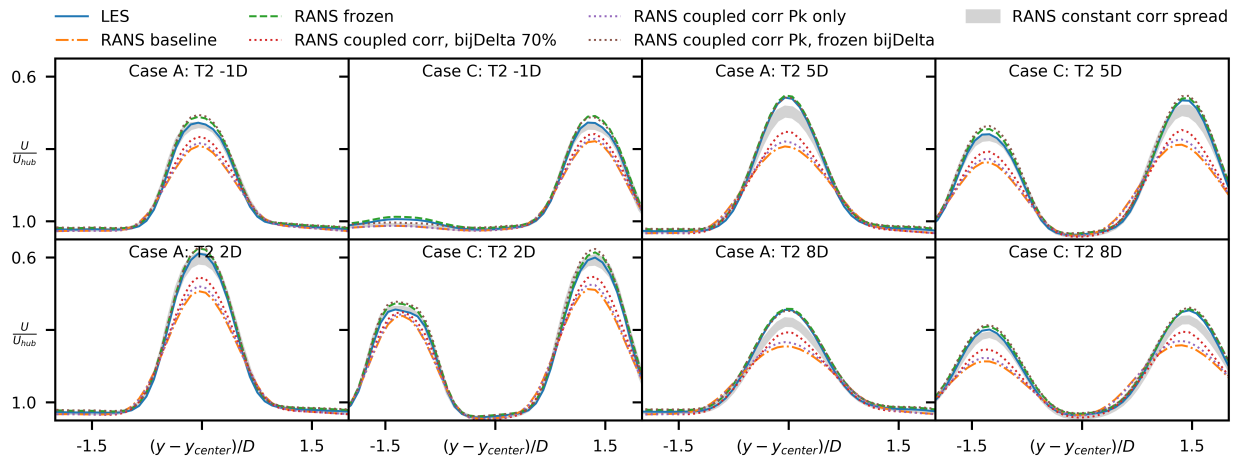 LES
RANS baseline
RANS frozen
RANS coupled corr, bijDelta 70%
RANS coupled corr Pk only
RANS coupled corr Pk, frozen bijDelta
RANS constant corr spread
Case A: T2 -1D
Case C: T2 -1D
Case A: T2 5D
Case C: T2 5D
0.6
U/U_hub
1.0
Case A: T2 2D
Case C: T2 2D
Case A: T2 8D
Case C: T2 8D
0.6
U/U_hub
1.0
-1.5 (y − y_center)/D 1.5 -1.5 (y − y_center)/D 1.5 -1.5 (y − y_center)/D 1.5 -1.5 (y − y_center)/D 1.5